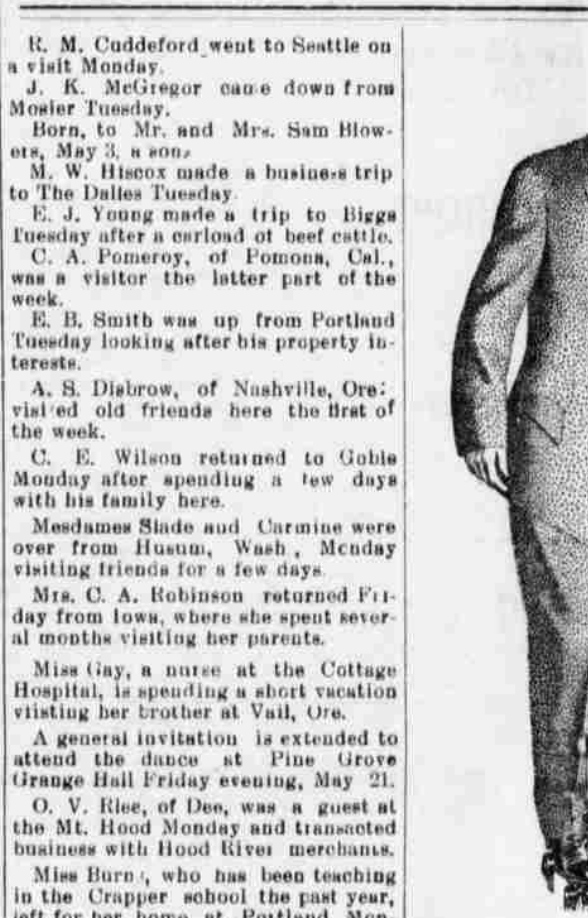 R. M. Cuddeford went to Seattle on
a visit Monday.
J. K. McGregor came down from
Mosier Tuesday.
Born, to Mr. and Mrs. Sam Blow-
ers, May 3, a son.
M. W. Hiscox made a business trip
to The Dalles Tuesday.
E. J. Young made a trip to Biggs
Tuesday after a carload of beef cattle.
C. A. Pomeroy, of Pomona, Cal.,
was a visitor the latter part of the
week.
E. B. Smith was up from Portland
Tuesday looking after his property in-
terests.
A. S. Disbrow, of Nashville, Ore.
visited old friends here the first of
the week.
C. E. Wilson returned to Goble
Monday after spending a few days
with his family here.
Mesdames Slade and Carmine were
over from Husum, Wash., Monday
visiting friends for a few days.
Mrs. C. A. Robinson returned Fri-
day from Iowa, where she spent sever-
al months visiting her parents.
Miss Gay, a nurse at the Cottage
Hospital, is spending a short vacation
viisting her brother at Vail, Ore.
A general invitation is extended to
attend the dance at Pine Grove
Grange Hall Friday evening, May 21.
O. V. Rlee, of Dee, was a guest at
the Mt. Hood Monday and transacted
business with Hood River merchants.
Miss Burns, who has been teaching
in the Crapper school the past year,
left for her home at Portland Mon-